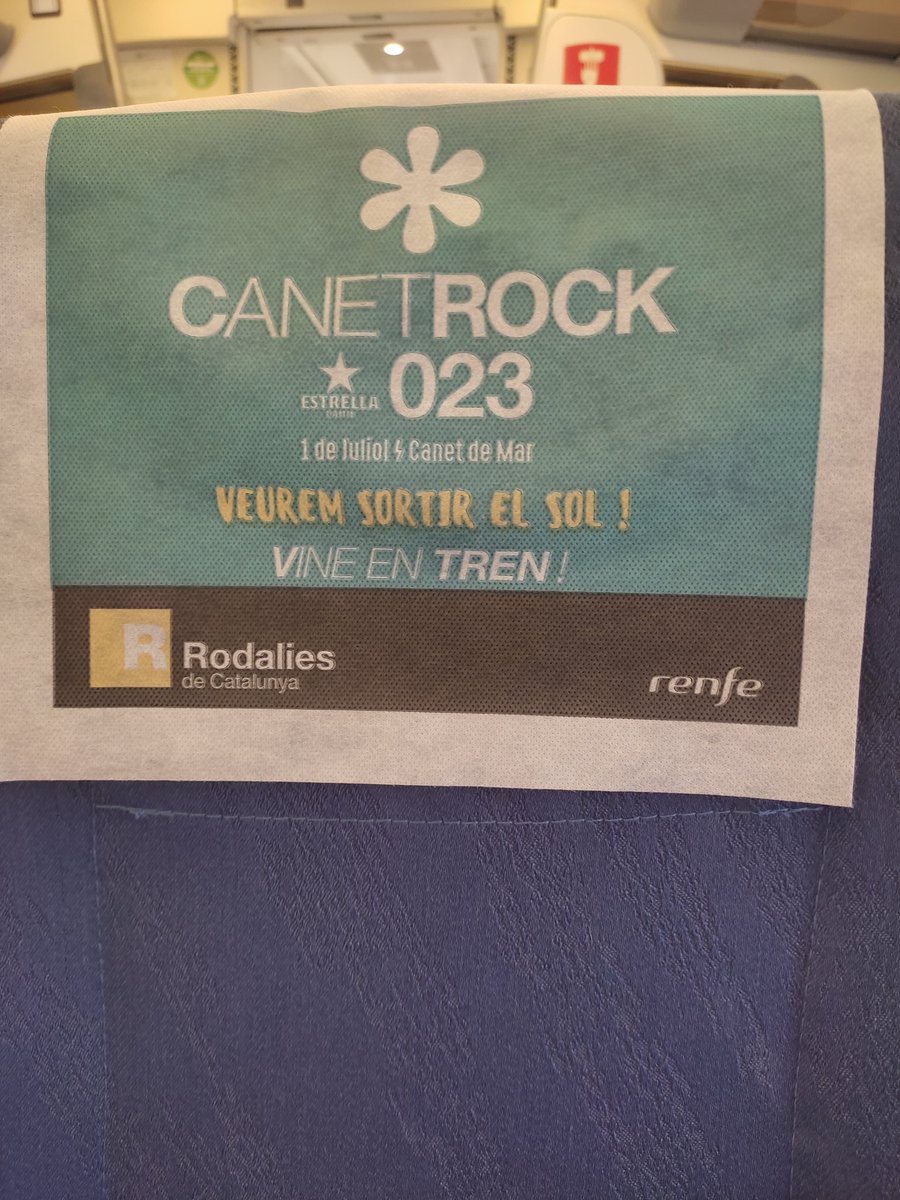 CANETROCK
ESTRELLA
DAMM
023
1 de Juliol Canet de Mar
VEUREM SORTIR EL SOL !
VINE EN TREN !
R Rodalies
de Catalunya
renfe